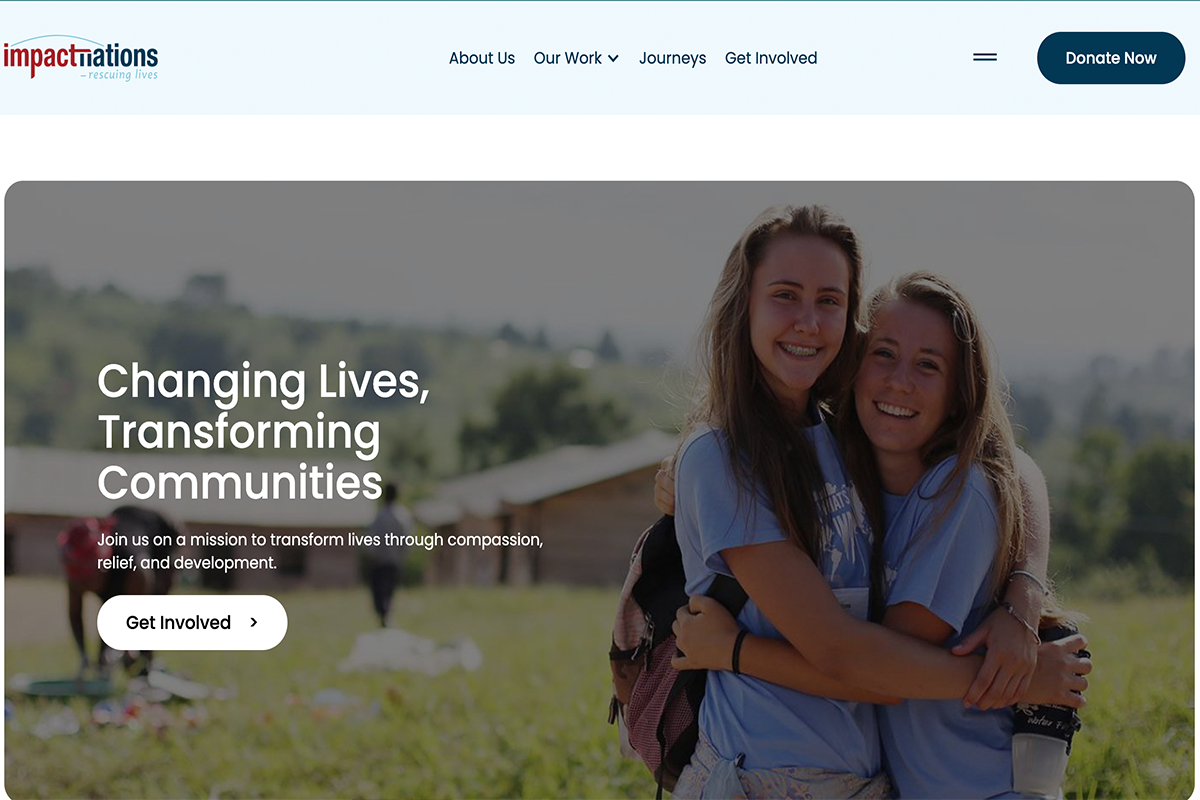 impactnations
– rescuing lives
About Us Our Work Journeys Get Involved
Donate Now
Changing Lives,
Transforming
Communities
Join us on a mission to transform lives through compassion,
relief, and development.
Get Involved
water